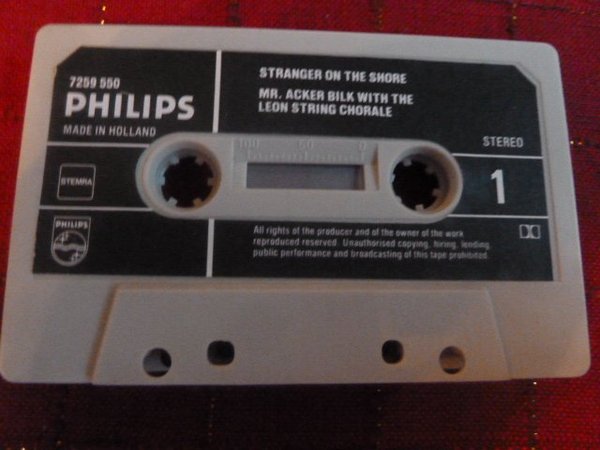 7259 550
PHILIPS
MADE IN HOLLAND
STRANGER ON THE SHORE
MR. ACKER BILK WITH THE
LEON STRING CHORALE
100 50 0
STEREO
1
STEMRA
PHILIPS
All rights of the producer and of the owner of the work
reproduced reserved. Unauthorised copying, hiring, lending,
public performance and broadcasting of this tape prohibited.